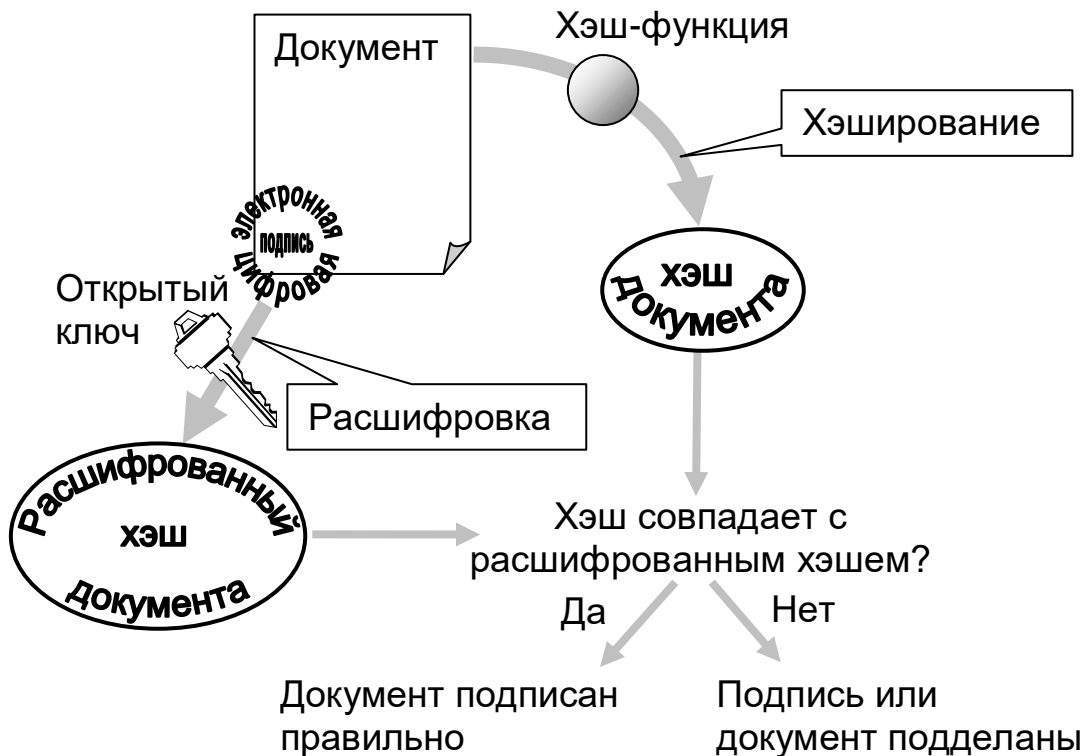 Хэш-функция
Документ
Хэширование
электронная
подпись
цифровая
хэш
документа
Открытый
ключ
Расшифровка
Расшифрованный
хэш
документа
Хэш совпадает с
расшифрованным хэшем?
Да
Нет
Документ подписан
правильно
Подпись или
документ подделаны